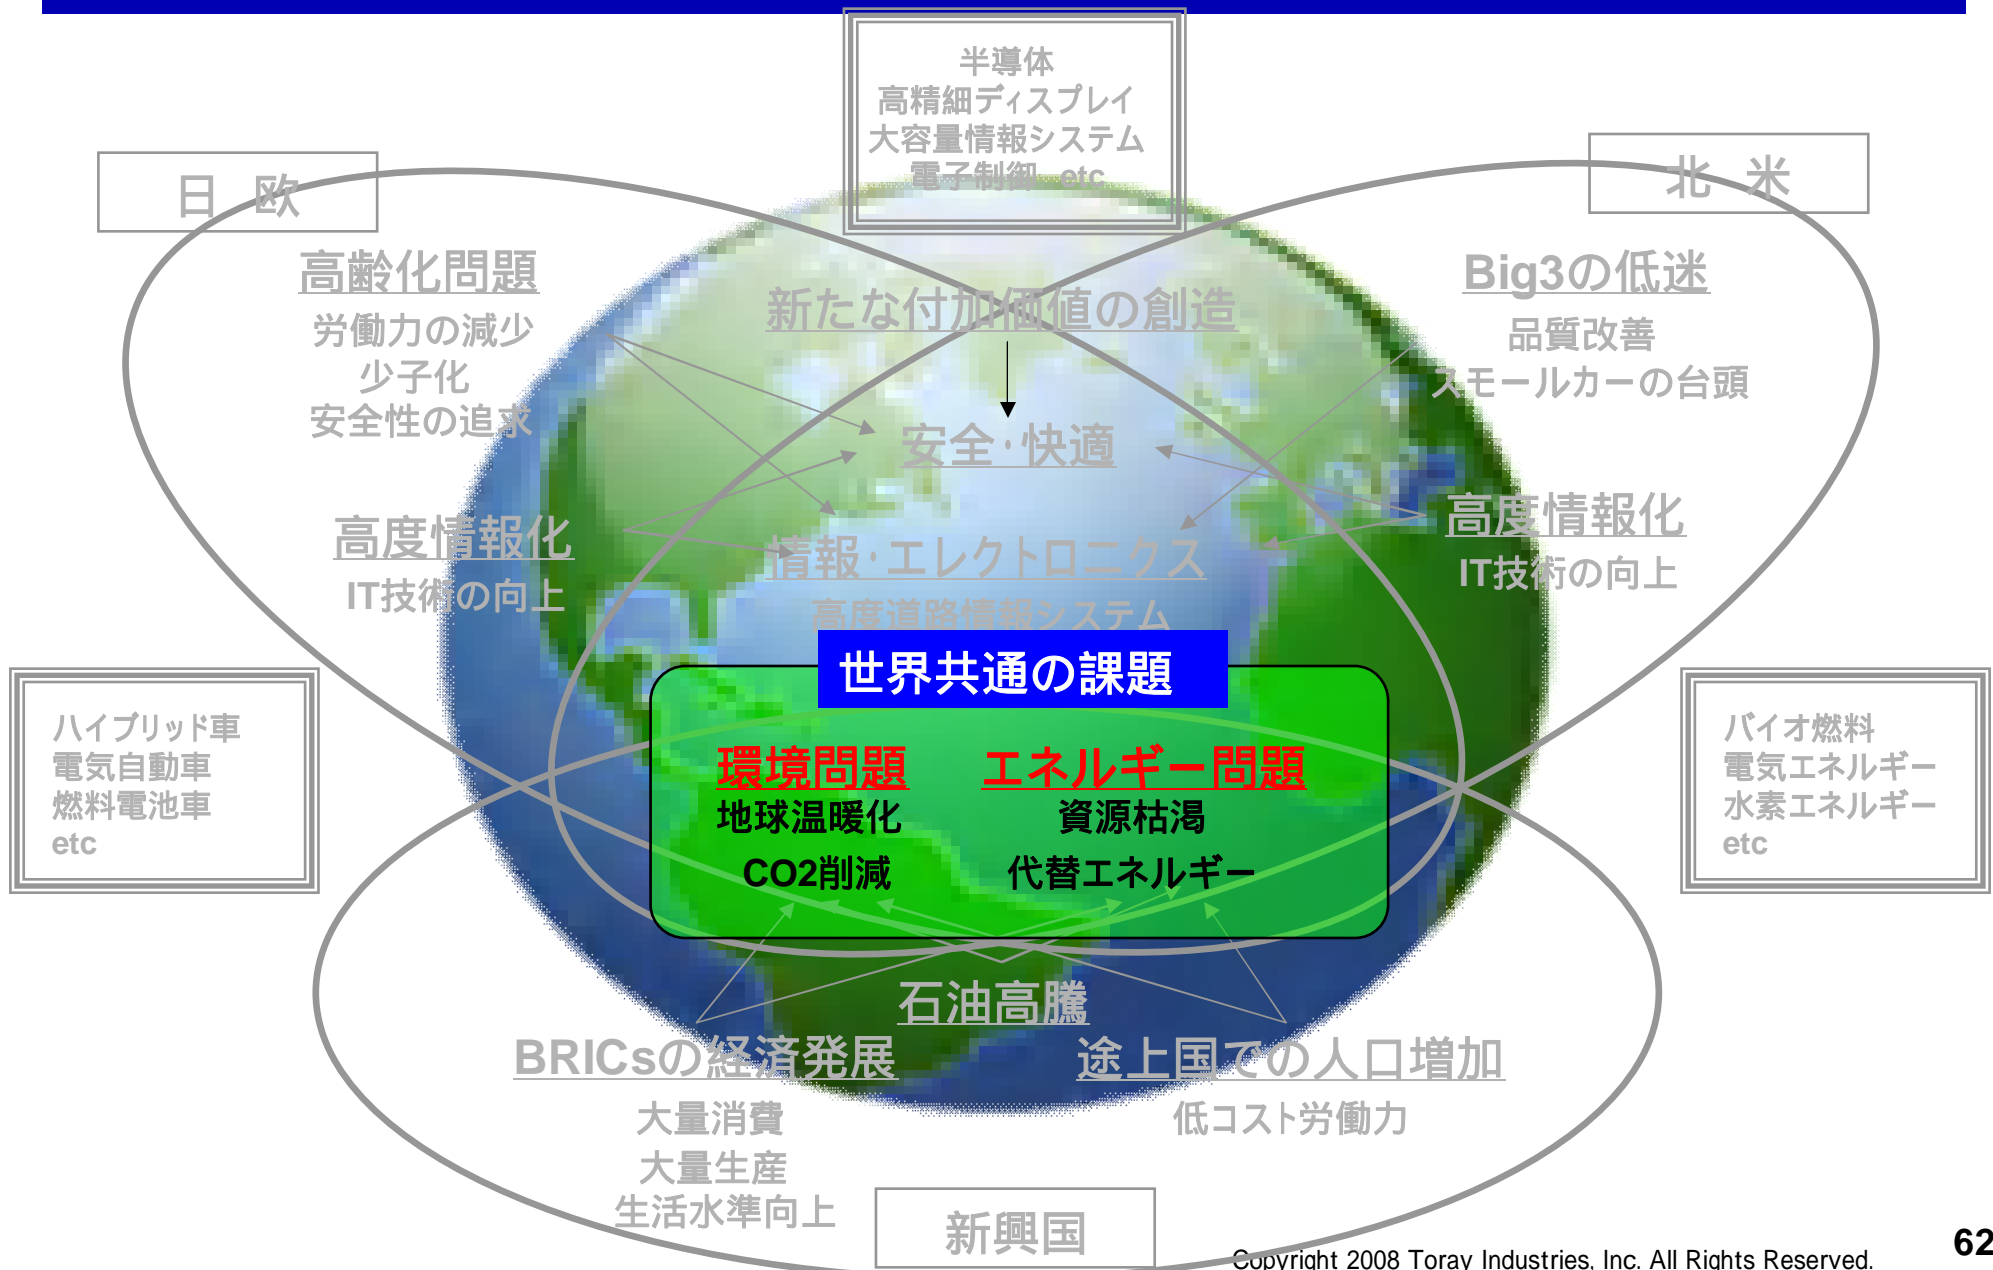 半導体
高精細ディスプレイ
大容量情報システム
電子制御 etc
日 欧
北 米
高齢化問題
労働力の減少
少子化
安全性の追求
新たな付加価値の創造
Big3の低迷
品質改善
スモールカーの台頭
安全・快適
高度情報化
IT技術の向上
情報・エレクトロニクス
高度道路情報システム
高度情報化
IT技術の向上
世界共通の課題
環境問題
地球温暖化
CO2削減
エネルギー問題
資源枯渇
代替エネルギー
ハイブリッド車
電気自動車
燃料電池車
etc
バイオ燃料
電気エネルギー
水素エネルギー
etc
石油高騰
BRICsの経済発展
大量消費
大量生産
生活水準向上
途上国での人口増加
低コスト労働力
新興国
Copyright 2008 Toray Industries, Inc. All Rights Reserved.
62